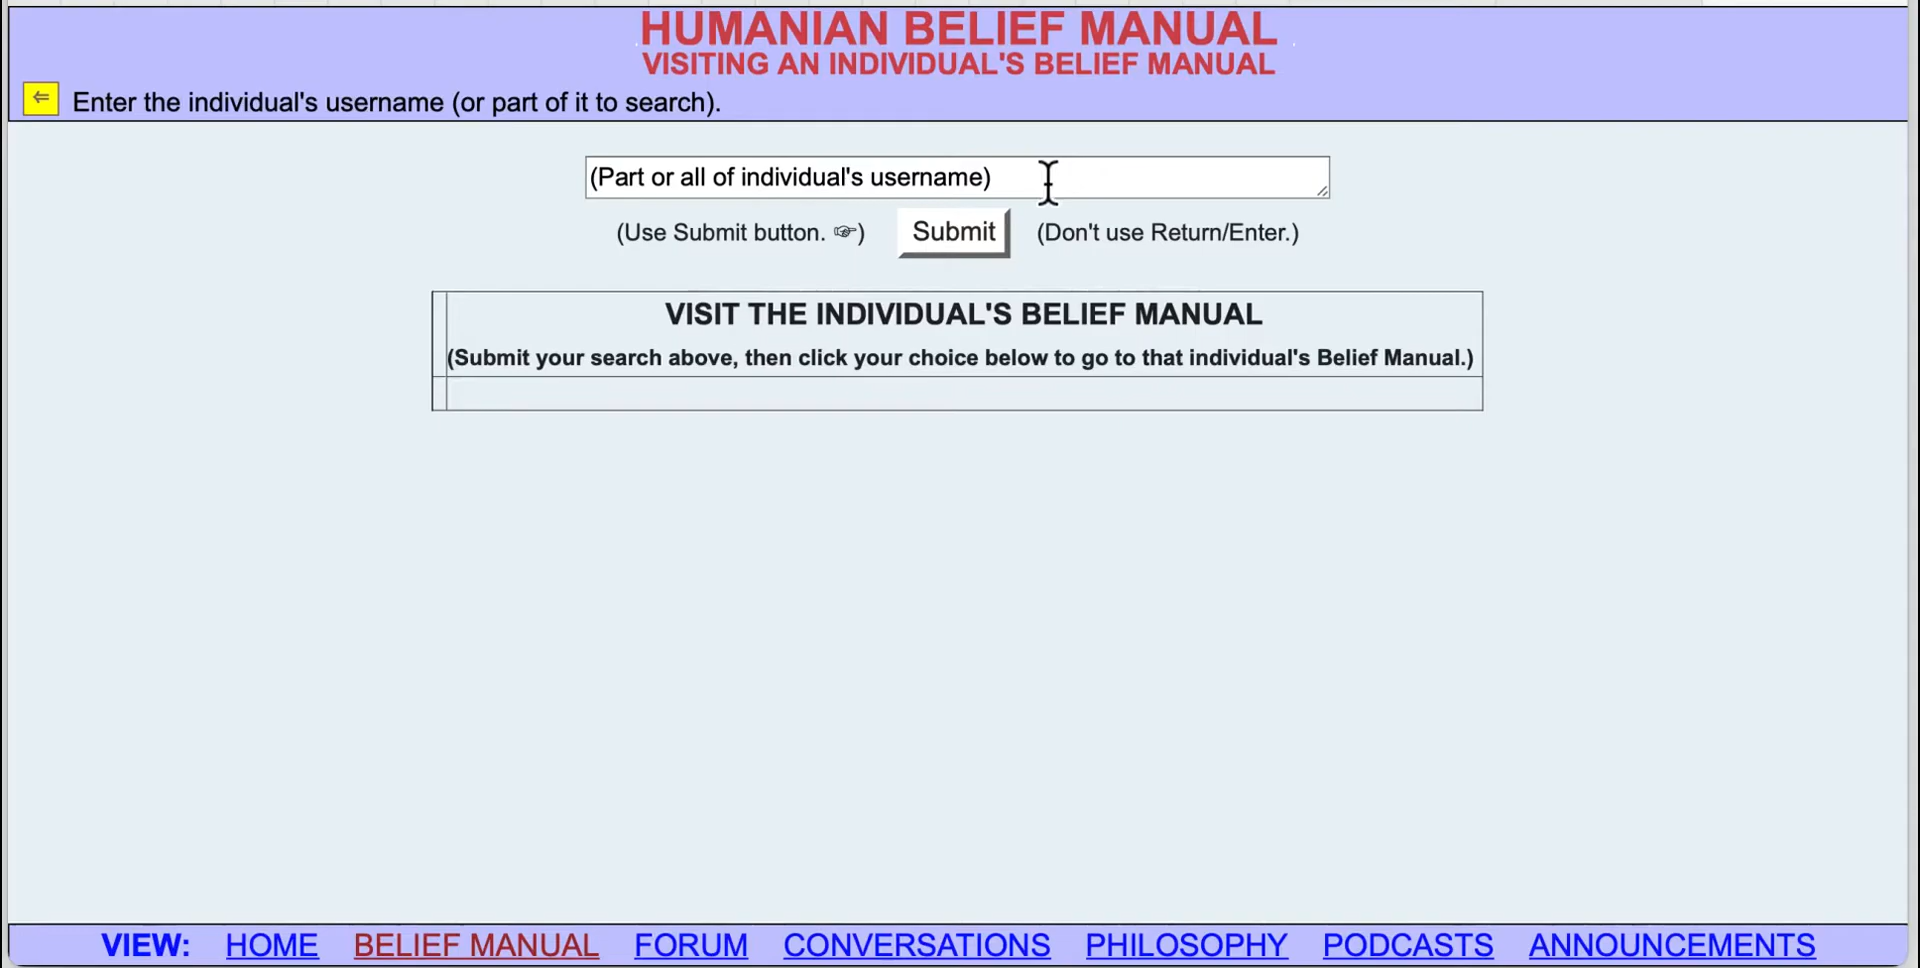 HUMANIAN BELIEF MANUAL
VISITING AN INDIVIDUAL'S BELIEF MANUAL
⇐ Enter the individual's username (or part of it to search).
(Part or all of individual's username)
(Use Submit button. ☞) Submit (Don't use Return/Enter.)
VISIT THE INDIVIDUAL'S BELIEF MANUAL
(Submit your search above, then click your choice below to go to that individual's Belief Manual.)
VIEW: HOME BELIEF MANUAL FORUM CONVERSATIONS PHILOSOPHY PODCASTS ANNOUNCEMENTS